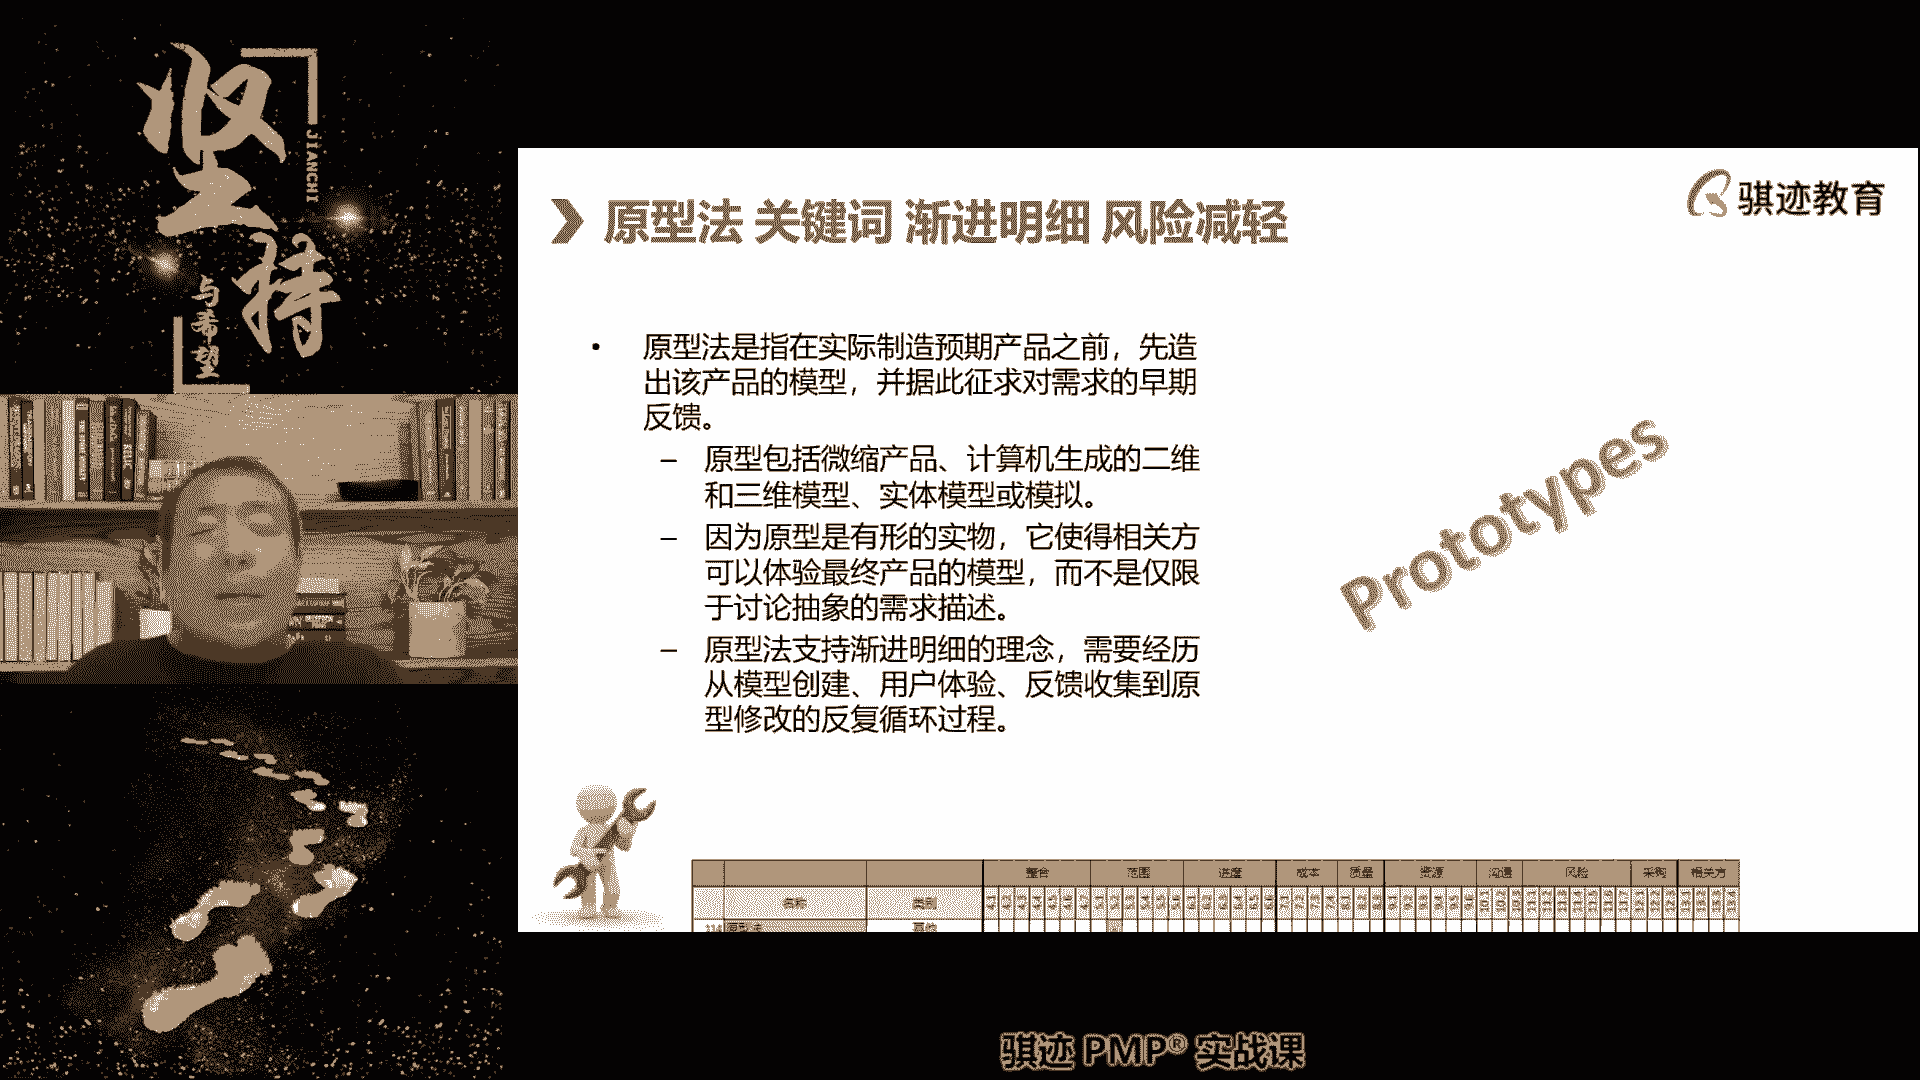 坚持
JIANCHI
与希望
骐迹教育
原型法 关键词 渐进明细 风险减轻
• 原型法是指在实际制造预期产品之前，先造
出该产品的模型，并据此征求对需求的早期
反馈。
– 原型包括微缩产品、计算机生成的二维
和三维模型、实体模型或模拟。
– 因为原型是有形的实物，它使得相关方
可以体验最终产品的模型，而不是仅限
于讨论抽象的需求描述。
– 原型法支持渐进明细的理念，需要经历
从模型创建、用户体验、反馈收集到原
型修改的反复循环过程。
Prototypes
整合 范围 进度 成本 质量 资源 沟通 风险 采购 相关方
名称 类别
骐迹 PMP® 实战课